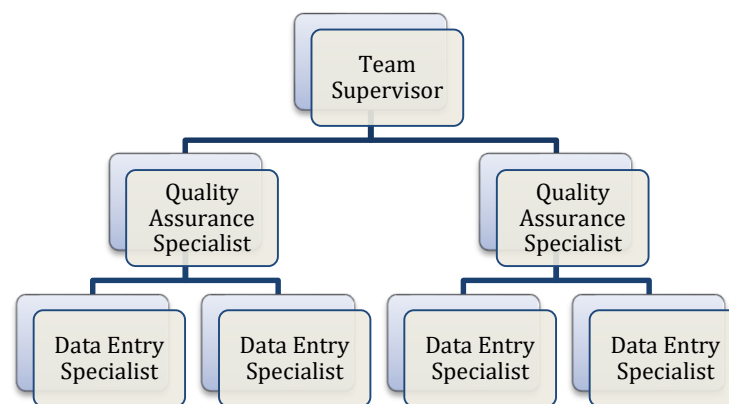 Team
Supervisor
Quality
Assurance
Specialist
Quality
Assurance
Specialist
Data Entry
Specialist
Data Entry
Specialist
Data Entry
Specialist
Data Entry
Specialist